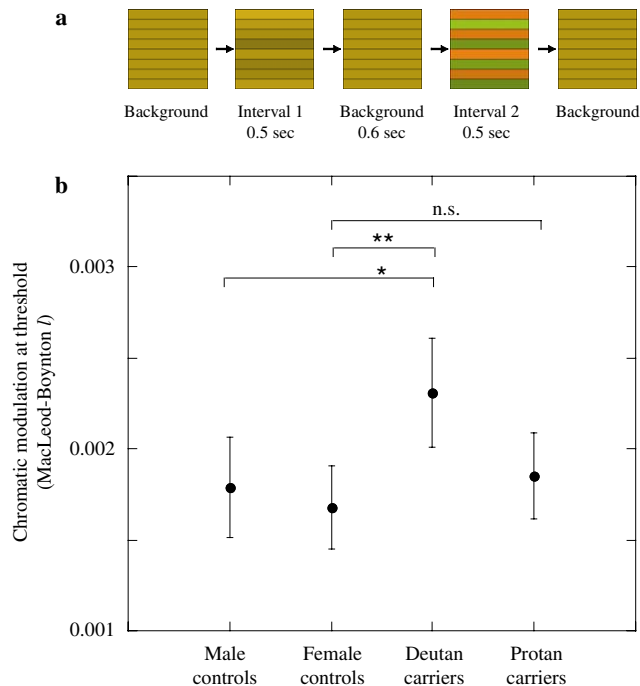 a
Background
Interval 1
0.5 sec
Background
0.6 sec
Interval 2
0.5 sec
Background
b
Chromatic modulation at threshold
(MacLeod-Boynton l)
0.003
0.002
0.001
n.s.
**
*
Male
controls
Female
controls
Deutan
carriers
Protan
carriers